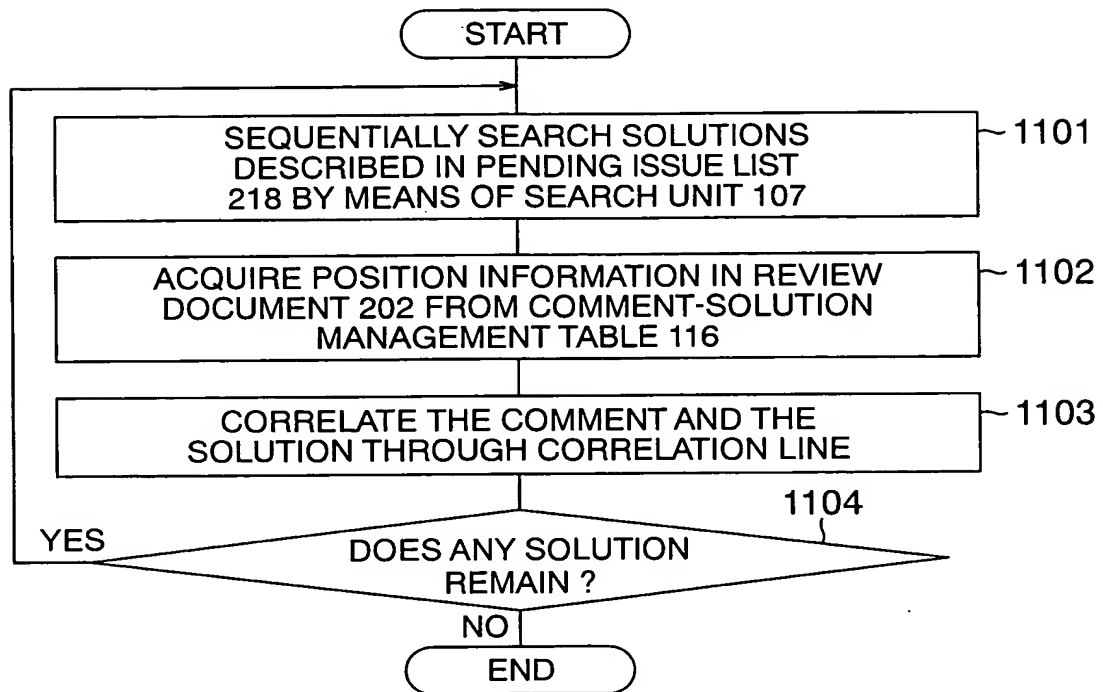 START
SEQUENTIALLY SEARCH SOLUTIONS
DESCRIBED IN PENDING ISSUE LIST
218 BY MEANS OF SEARCH UNIT 107
1101
ACQUIRE POSITION INFORMATION IN REVIEW
DOCUMENT 202 FROM COMMENT-SOLUTION
MANAGEMENT TABLE 116
1102
CORRELATE THE COMMENT AND THE
SOLUTION THROUGH CORRELATION LINE
1103
1104
YES
DOES ANY SOLUTION
REMAIN ?
NO
END